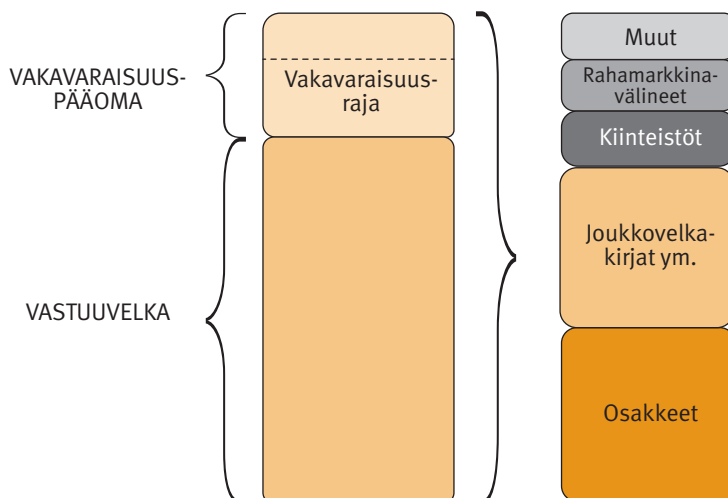 VAKAVARAISUUS-
PÄÄOMA
Vakavaraisuus-
raja
VASTUUVELKA
Muut
Rahamarkkina-
välineet
Kiinteistöt
Joukkovelka-
kirjat ym.
Osakkeet